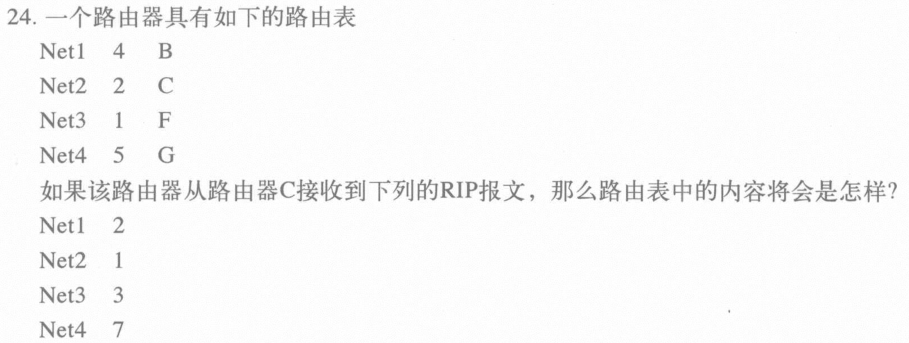 24. 一个路由器具有如下的路由表
Net1 4 B
Net2 2 C
Net3 1 F
Net4 5 G
如果该路由器从路由器C接收到下列的RIP报文，那么路由表中的内容将会是怎样?
Net1 2
Net2 1
Net3 3
Net4 7